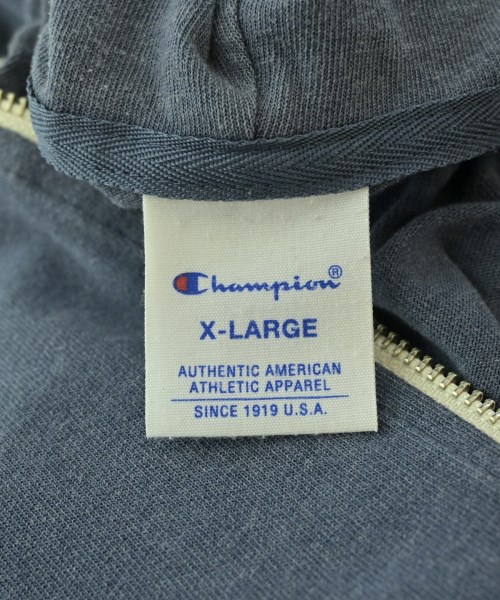 Champion®
X-LARGE
AUTHENTIC AMERICAN
ATHLETIC APPAREL
SINCE 1919 U.S.A.